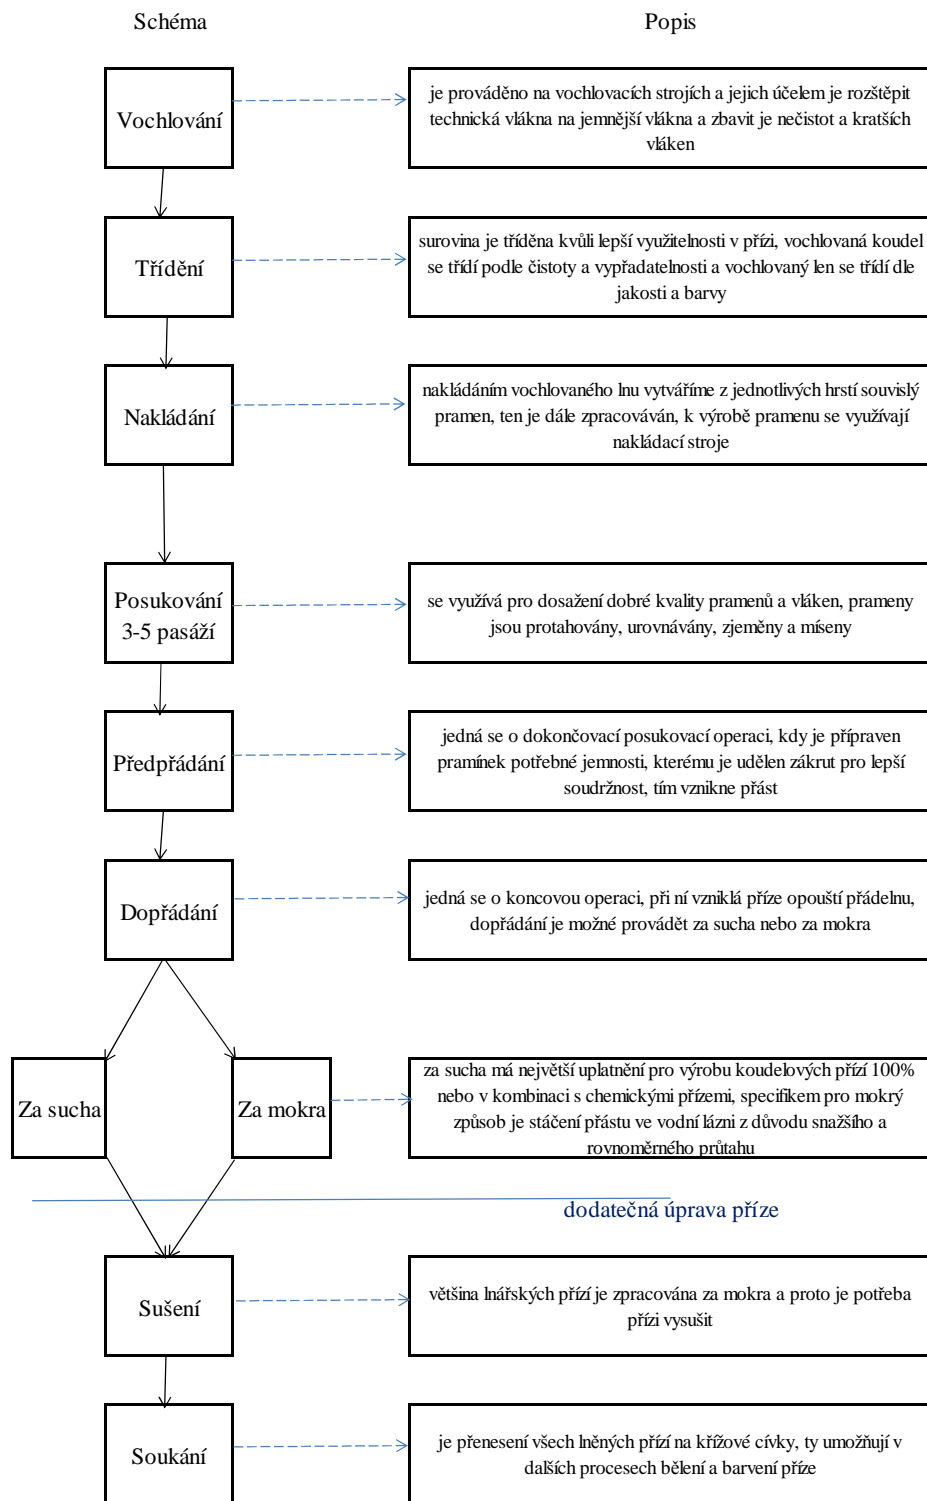 Schéma
Popis
Vochlování
je prováděno na vochlovacích strojích a jejich účelem je rozštěpit
technická vlákna na jemnější vlákna a zbavit je nečistot a kratších
vláken
Třídění
surovina je tříděna kvůli lepší využitelnosti v přízi, vochlovaná koudel
se třídí podle čistoty a vypřadatelnosti a vochlovaný len se třídí dle
jakosti a barvy
Nakládání
nakládáním vochlovaného lnu vytváříme z jednotlivých hrstí souvislý
pramen, ten je dále zpracováván, k výrobě pramenu se využívají
nakládací stroje
Posukování
3-5 pasáží
se využívá pro dosažení dobré kvality pramenů a vláken, prameny
jsou protahovány, urovnávány, zjeměny a míseny
Předpřádání
jedná se o dokončovací posukovací operaci, kdy je přípraven
pramínek potřebné jemnosti, kterému je udělen zákrut pro lepší
soudržnost, tím vznikne přást
Dopřádání
jedná se o koncovou operaci, při ní vzniklá příze opouští přádelnu,
dopřádání je možné provádět za sucha nebo za mokra
Za sucha
Za mokra
za sucha má největší uplatnění pro výrobu koudelových přízí 100%
nebo v kombinaci s chemickými přízemi, specifikem pro mokrý
způsob je stáčení přástu ve vodní lázni z důvodu snažšího a
rovnoměrného průtahu
dodatečná úprava příze
Sušení
většina lnářských přízí je zpracována za mokra a proto je potřeba
přízi vysušit
Soukání
je přenesení všech lněných přízí na křížové cívky, ty umožňují v
dalších procesech bělení a barvení příze